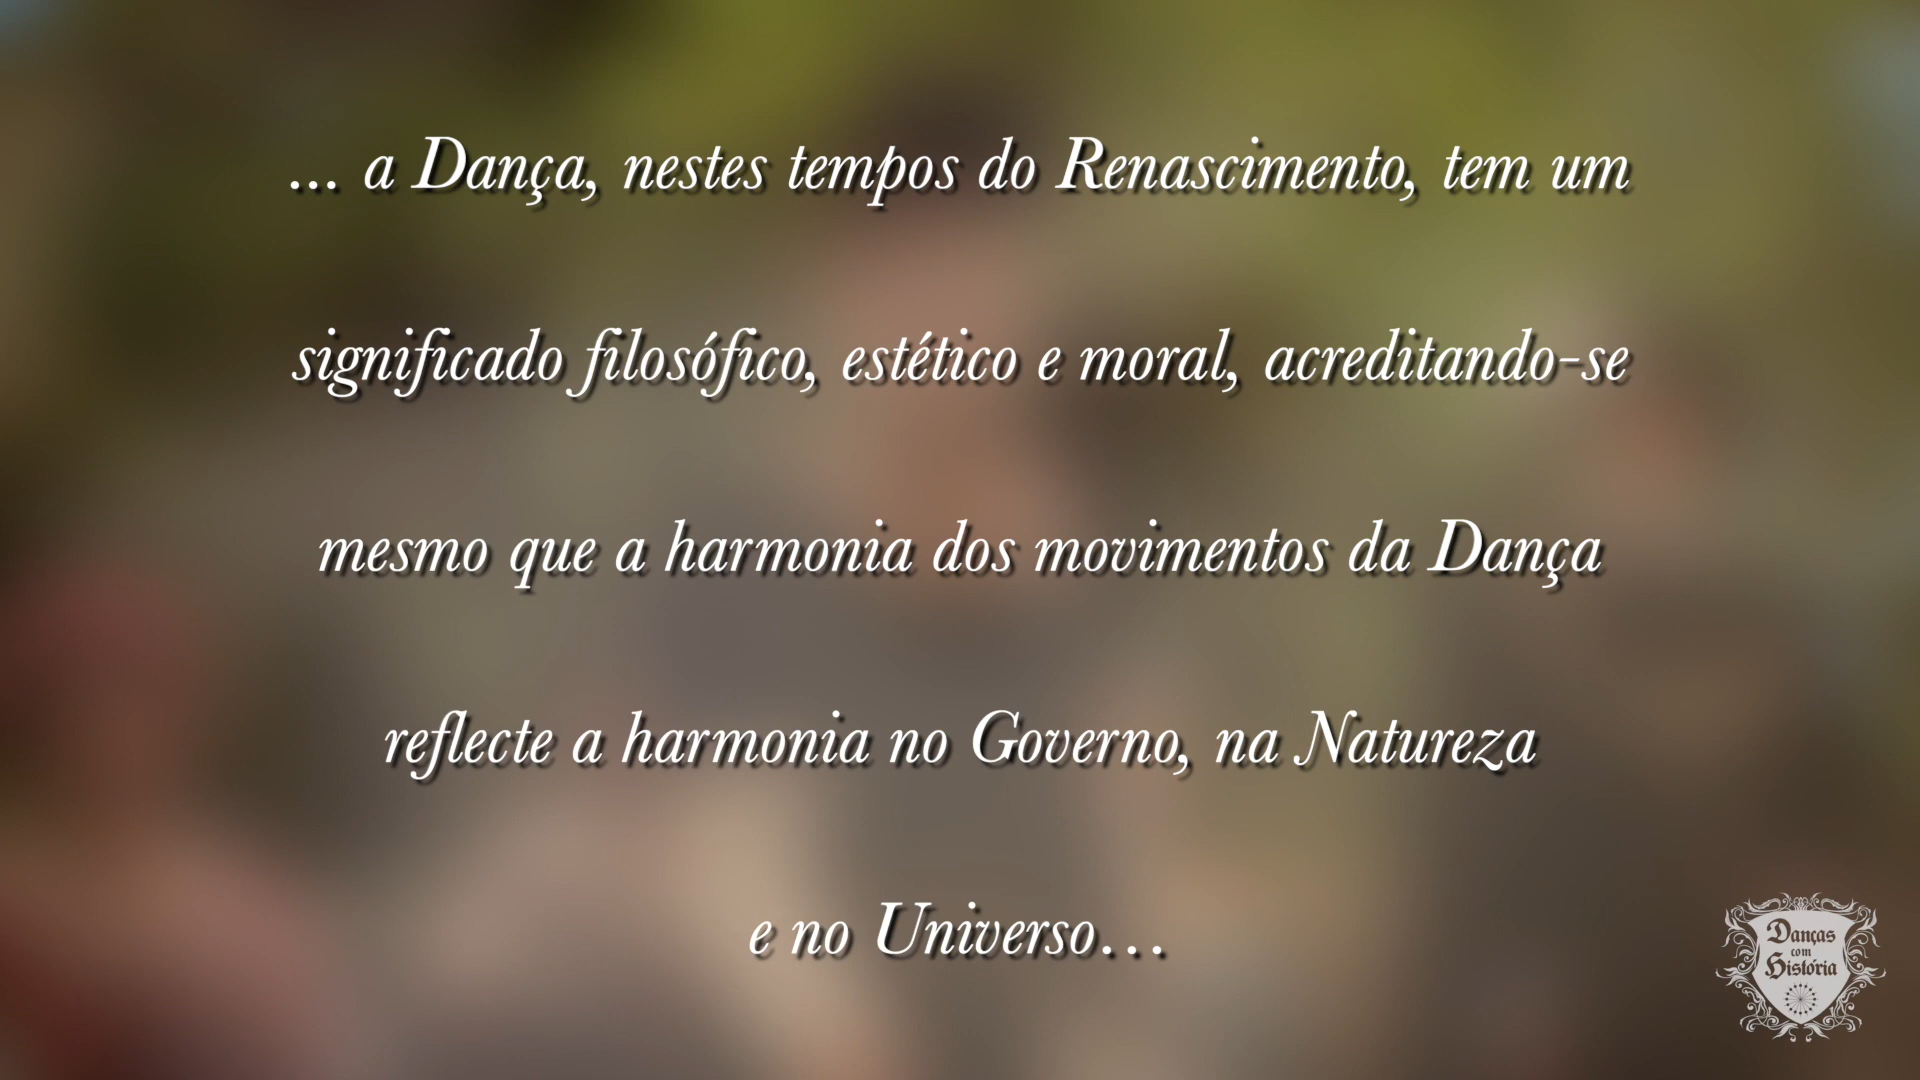 ... a Dança, nestes tempos do Renascimento, tem um
significado filosófico, estético e moral, acreditando-se
mesmo que a harmonia dos movimentos da Dança
reflecte a harmonia no Governo, na Natureza
e no Universo...
Danças
com
História